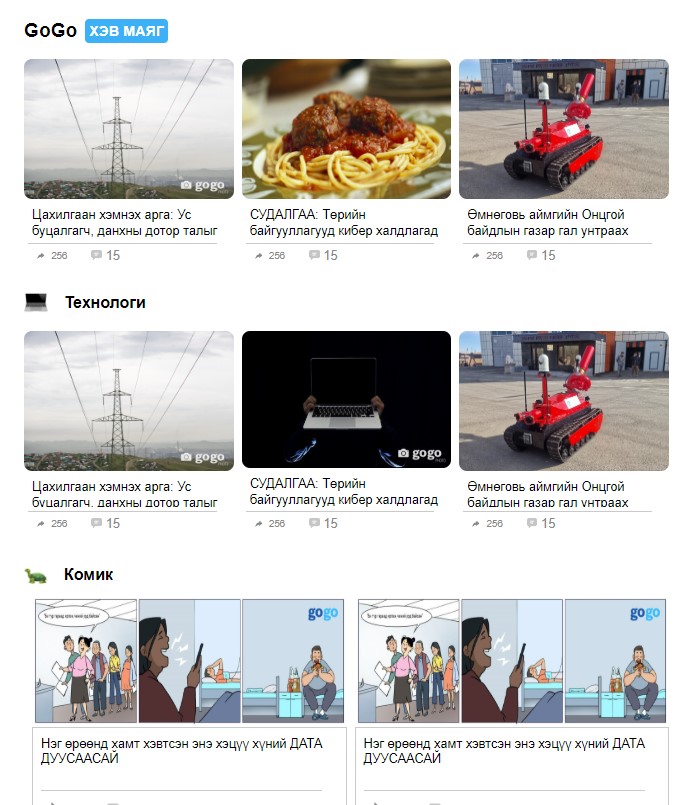 GoGo ХЭВ МАЯГ
gogo
Цахилгаан хэмнэх арга: Ус
буцалгагч, данхны дотор талыг
256 15
СУДАЛГАА: Төрийн
байгууллагууд кибер халдлагад
256 15
Өмнөговь аймгийн Онцгой
байдлын газар гал унтраах
256 15
Технологи
gogo
Цахилгаан хэмнэх арга: Ус
буцалгагч, данхны дотор талыг
256 15
gogo
СУДАЛГАА: Төрийн
байгууллагууд кибер халдлагад
256 15
Өмнөговь аймгийн Онцгой
байдлын газар гал унтраах
256 15
Комик
gogo
Нэг өрөөнд хамт хэвтсэн энэ хэцүү хүний ДАТА
ДУУСААСАЙ
gogo
Нэг өрөөнд хамт хэвтсэн энэ хэцүү хүний ДАТА
ДУУСААСАЙ